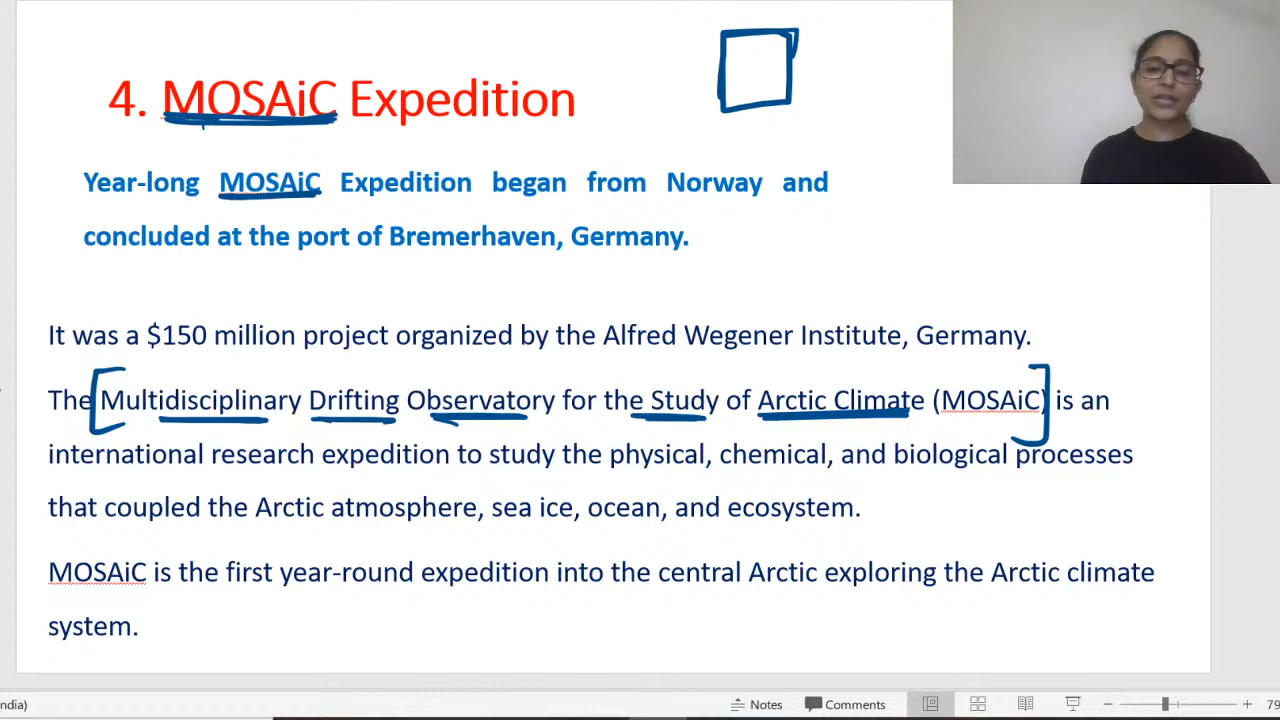 4. MOSAiC Expedition
Year-long MOSAiC Expedition began from Norway and
concluded at the port of Bremerhaven, Germany.
It was a $150 million project organized by the Alfred Wegener Institute, Germany.
The Multidisciplinary Drifting Observatory for the Study of Arctic Climate (MOSAiC) is an
international research expedition to study the physical, chemical, and biological processes
that coupled the Arctic atmosphere, sea ice, ocean, and ecosystem.
MOSAiC is the first year-round expedition into the central Arctic exploring the Arctic climate
system.
ndia) Notes Comments 79